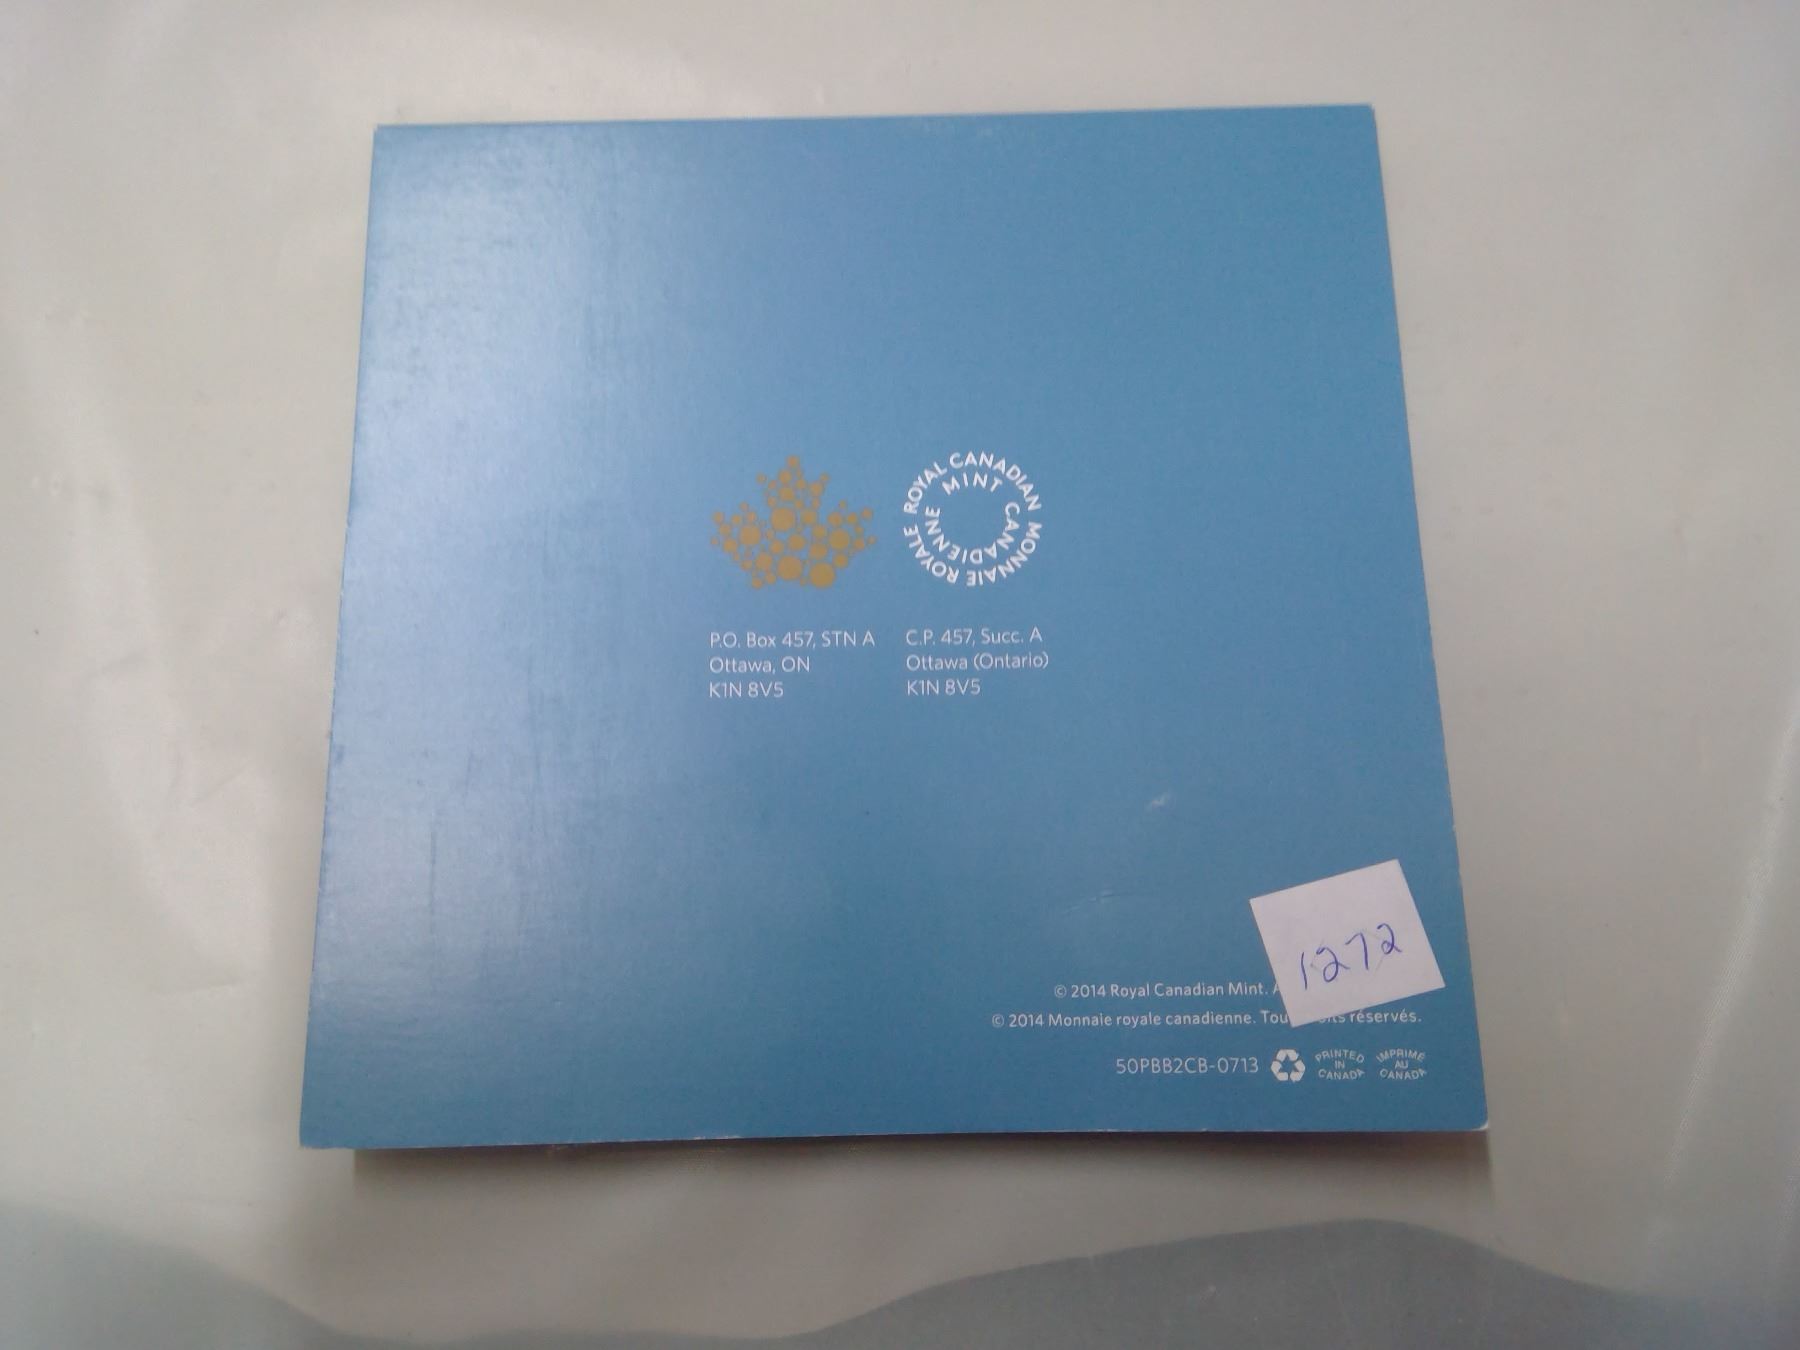 ROYAL CANADIAN MINT
MONNAIE ROYALE CANADIENNE
P.O. Box 457, STN A
Ottawa, ON
K1N 8V5
C.P. 457, Succ. A
Ottawa (Ontario)
K1N 8V5
1272
© 2014 Royal Canadian Mint.
© 2014 Monnaie royale canadienne. réservés.
50PBB2CB-0713
PRINTED IN CANADA
IMPRIMÉ AU CANADA